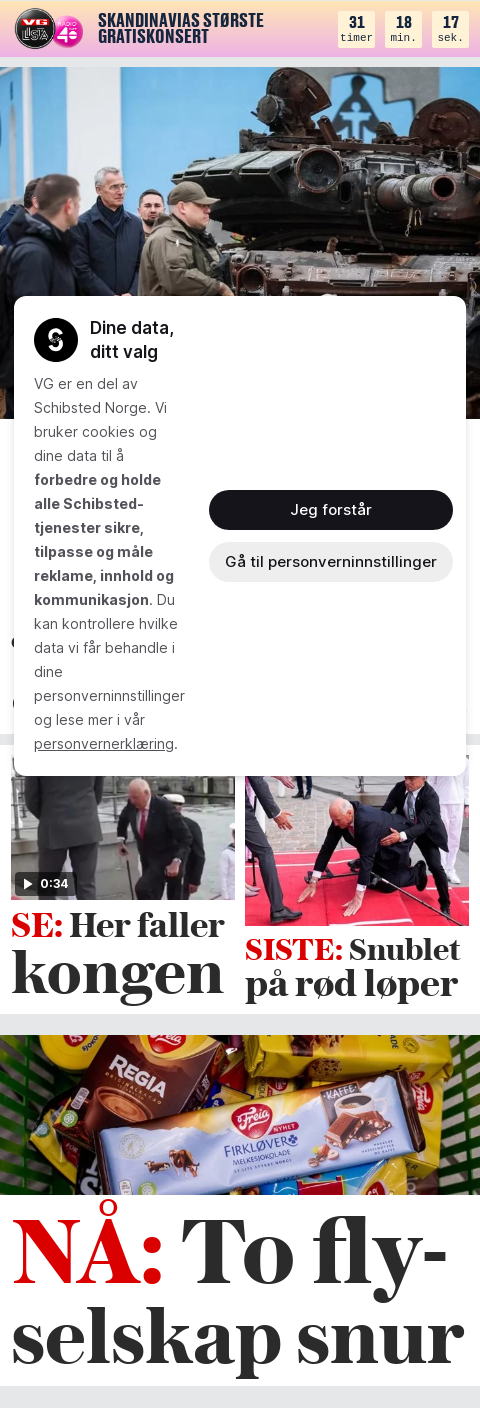 VG
LISTA
RADIO
SKANDINAVIAS STØRSTE
GRATISKONSERT
31
timer
18
min.
17
sek.
Dine data,
ditt valg
VG er en del av
Schibsted Norge. Vi
bruker cookies og
dine data til å
forbedre og holde
alle Schibsted-
tjenester sikre,
tilpasse og måle
reklame, innhold og
kommunikasjon. Du
kan kontrollere hvilke
data vi får behandle i
dine
personverninnstillinger
og lese mer i vår
personvernerklæring.
Jeg forstår
Gå til personverninnstillinger
0:34
SE: Her faller
kongen
SISTE: Snublet
på rød løper
REGIA
Freia
NYHET
KAFFE
FIRKLØVER
MELKESJOKOLADE
NÅ: To fly-
selskap snur